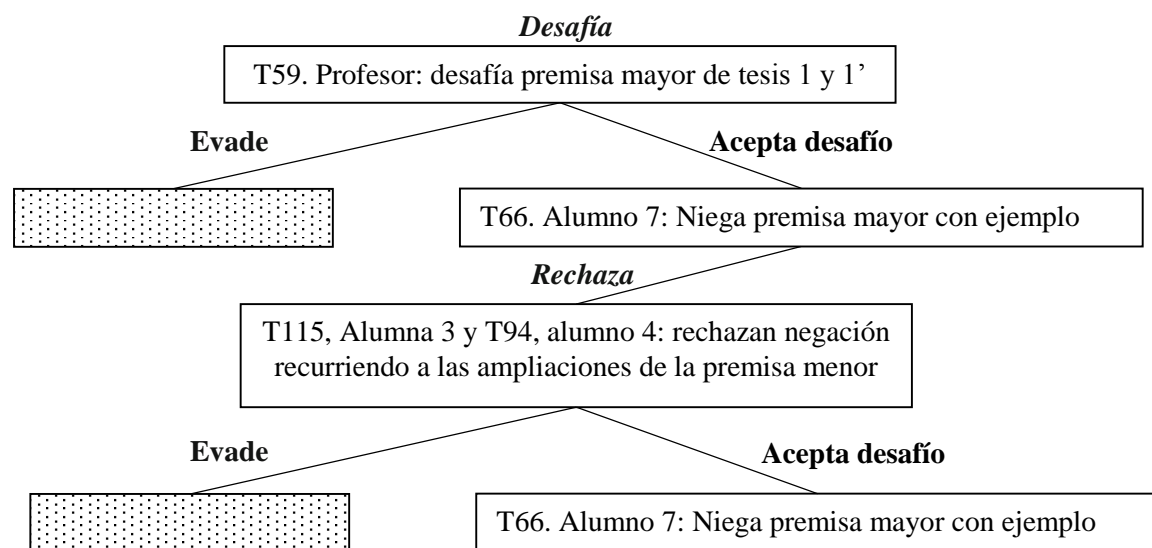 Desafía
T59. Profesor: desafía premisa mayor de tesis 1 y 1’
Evade
Acepta desafío
T66. Alumno 7: Niega premisa mayor con ejemplo
Rechaza
T115, Alumna 3 y T94, alumno 4: rechazan negación
recurriendo a las ampliaciones de la premisa menor
Evade
Acepta desafío
T66. Alumno 7: Niega premisa mayor con ejemplo